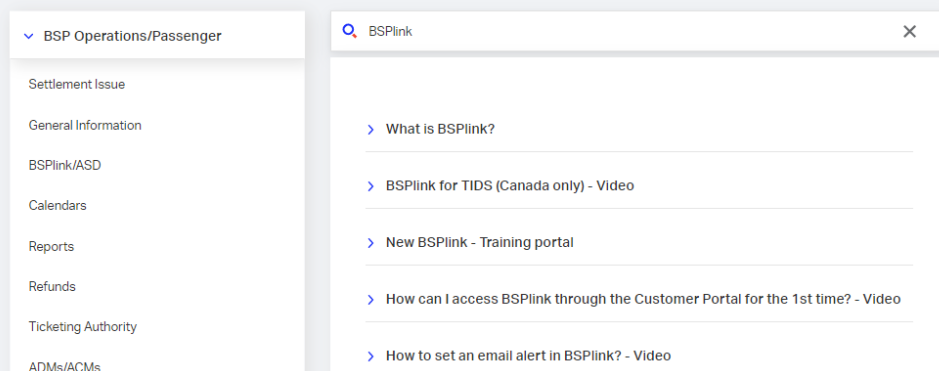 BSP Operations/Passenger
Settlement Issue
General Information
BSPlink/ASD
Calendars
Reports
Refunds
Ticketing Authority
ADMs/ACMs
BSPlink
What is BSPlink?
BSPlink for TIDS (Canada only) - Video
New BSPlink - Training portal
How can I access BSPlink through the Customer Portal for the 1st time? - Video
How to set an email alert in BSPlink? - Video